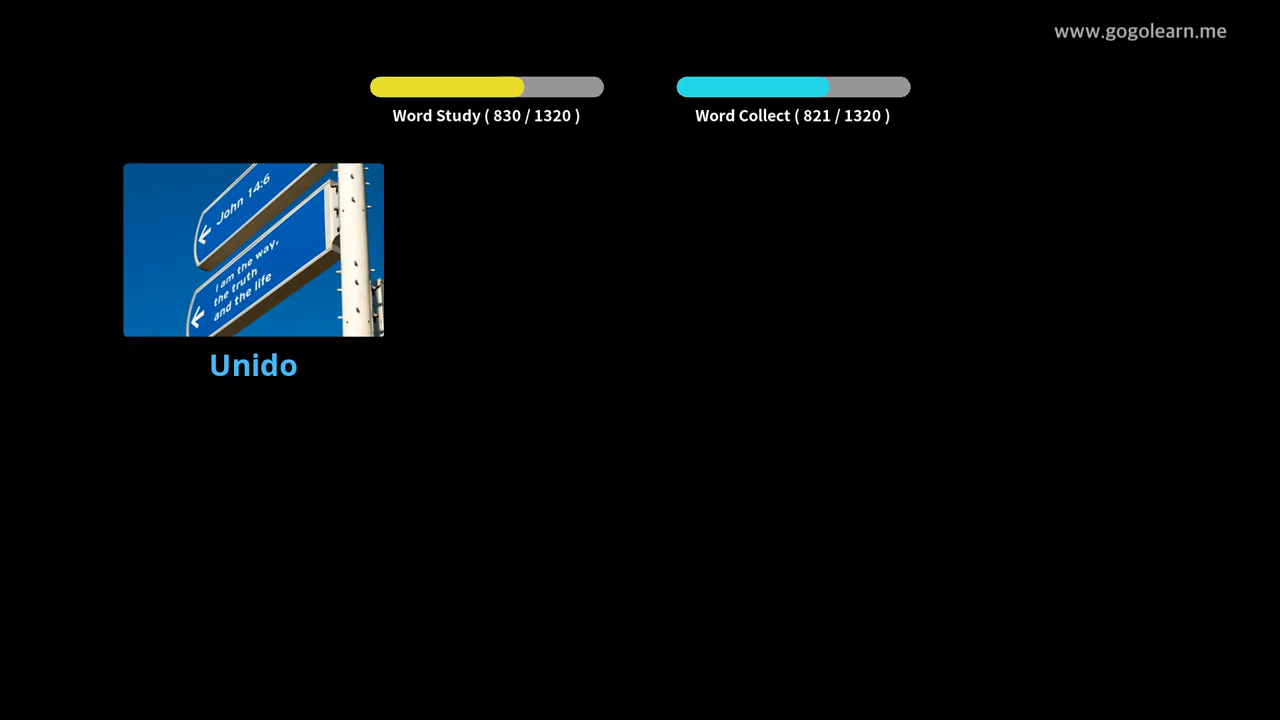 www.gogolearn.me
Word Study ( 830 / 1320 )
Word Collect ( 821 / 1320 )
John 14:6
I am the way,
the truth
and the life
Unido